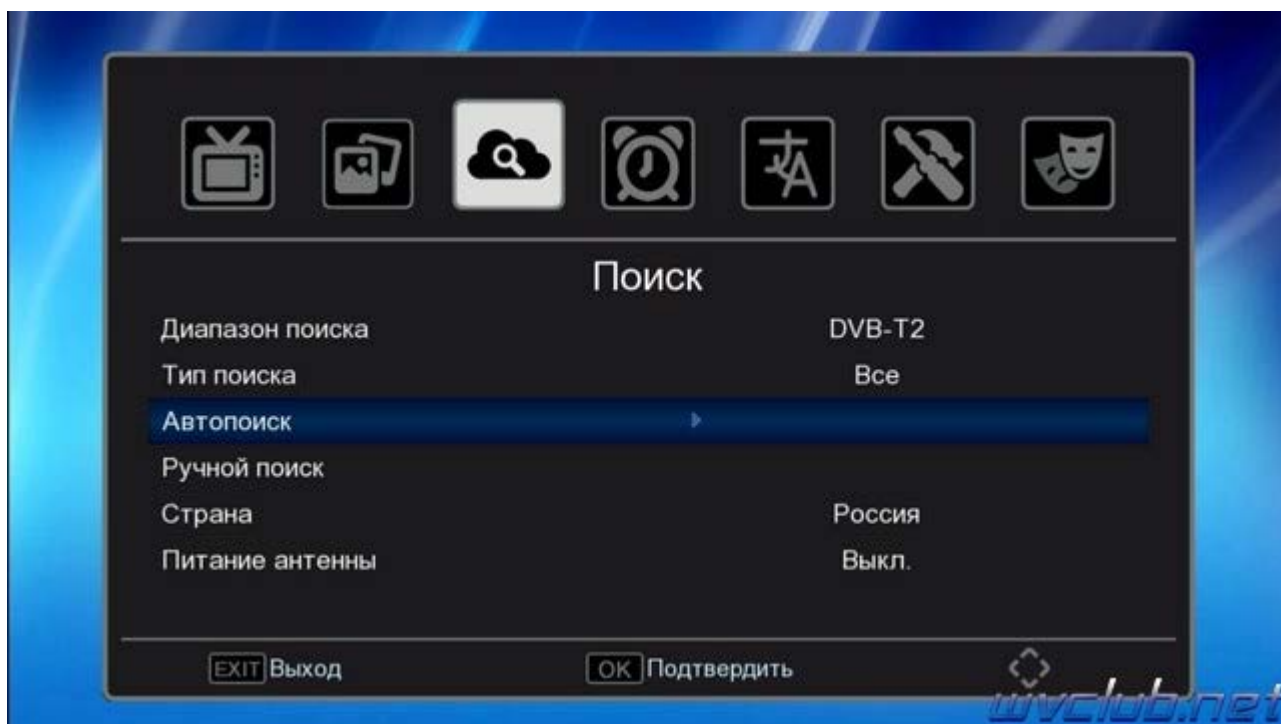 Поиск
Диапазон поиска DVB-T2
Тип поиска Все
Автопоиск
Ручной поиск
Страна Россия
Питание антенны Выкл.
EXIT Выход OK Подтвердить
wvclub.net